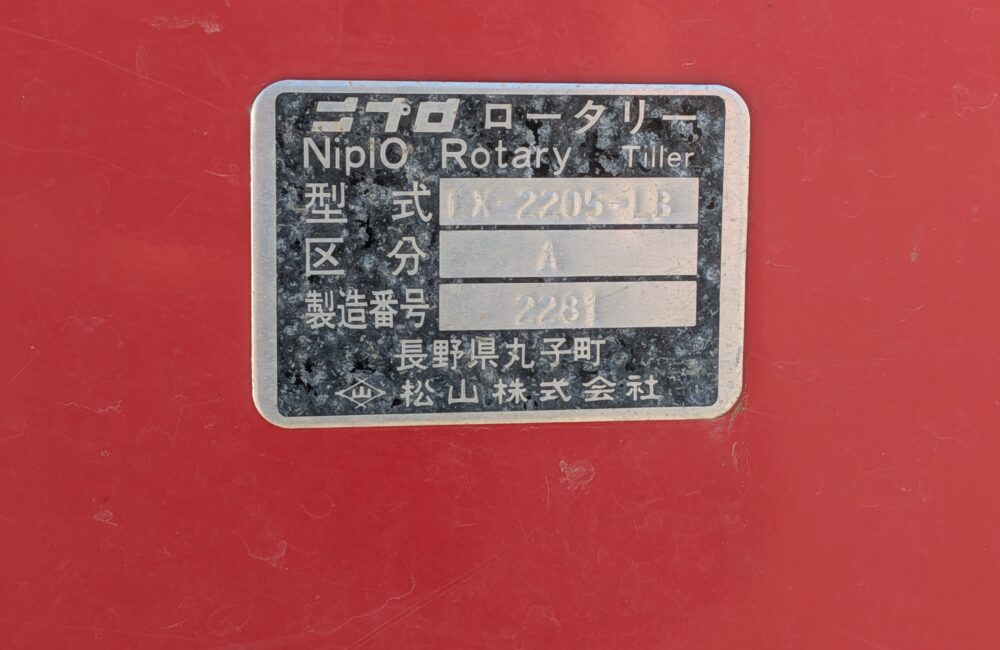 ニプロ ロータリー
NiplO Rotary Tiller
型式 LX-2205-LB
区分 A
製造番号 2281
長野県丸子町
山 松山株式会社